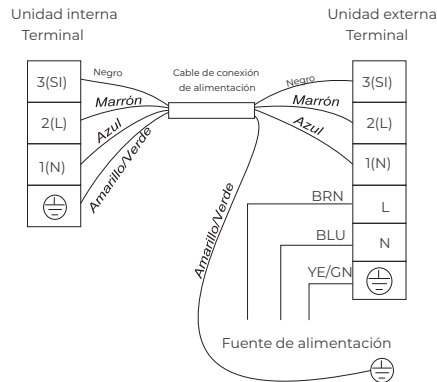 Unidad interna
Terminal
Unidad externa
Terminal
3(SI)
2(L)
1(N)
Negro
Marrón
Azul
Amarillo/Verde
Cable de conexión
de alimentación
Negro
Marrón
Azul
Amarillo/Verde
3(SI)
2(L)
1(N)
L
N
BRN
BLU
YE/GN
Fuente de alimentación